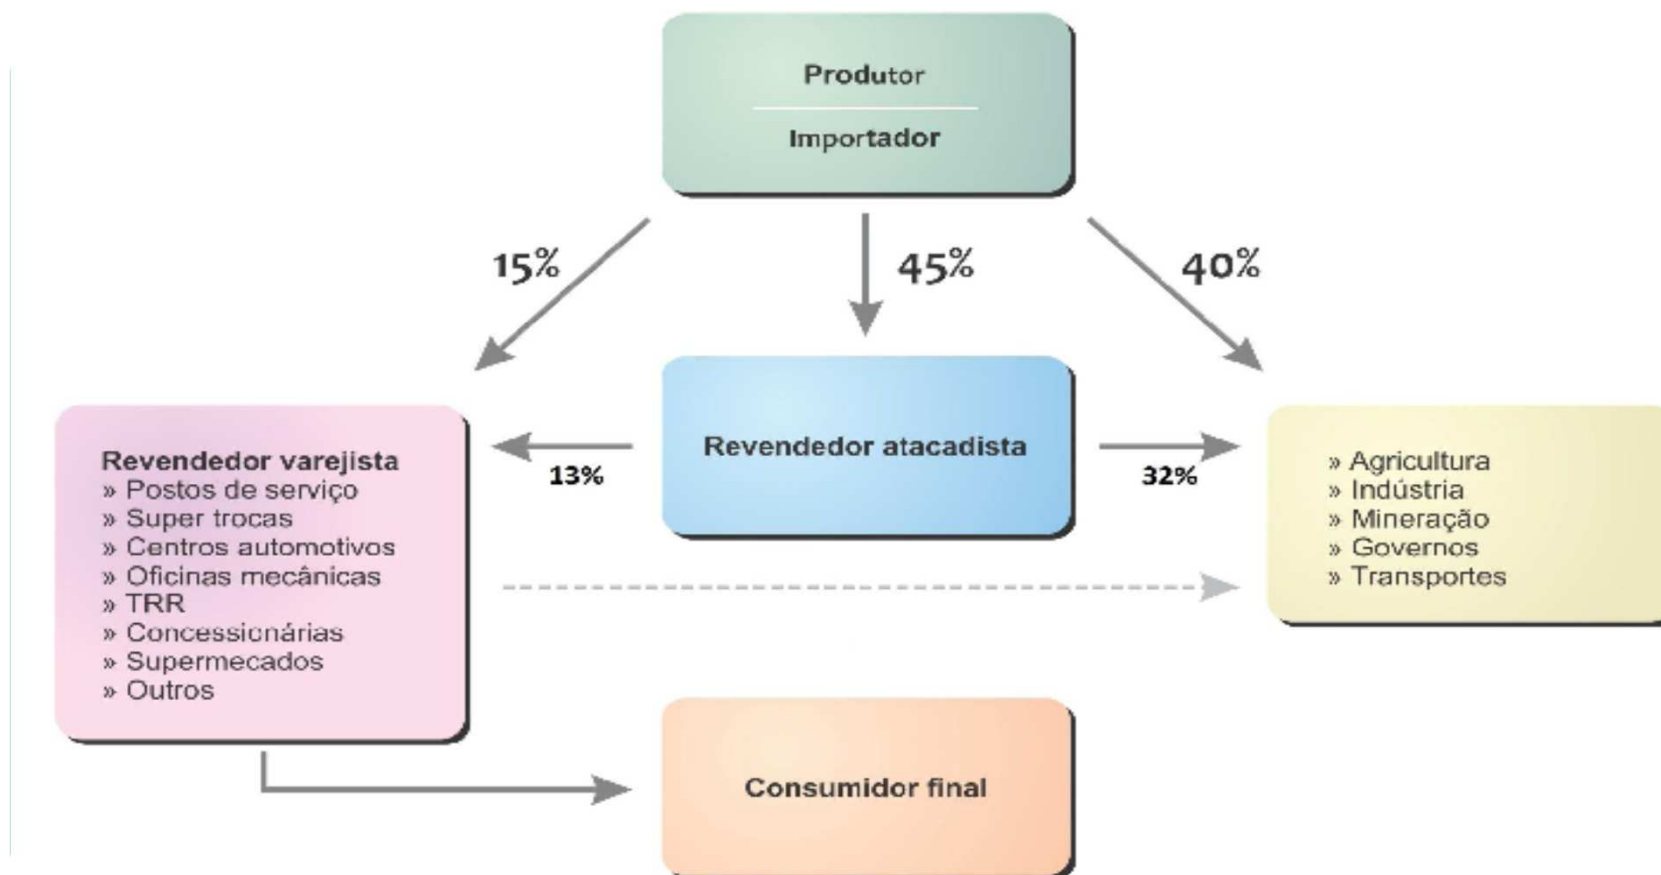 Produtor
Importador
15%
45%
40%
Revendedor varejista
» Postos de serviço
» Super trocas
» Centros automotivos
» Oficinas mecânicas
» TRR
» Concessionárias
» Supermecados
» Outros
13%
Revendedor atacadista
32%
» Agricultura
» Indústria
» Mineração
» Governos
» Transportes
Consumidor final